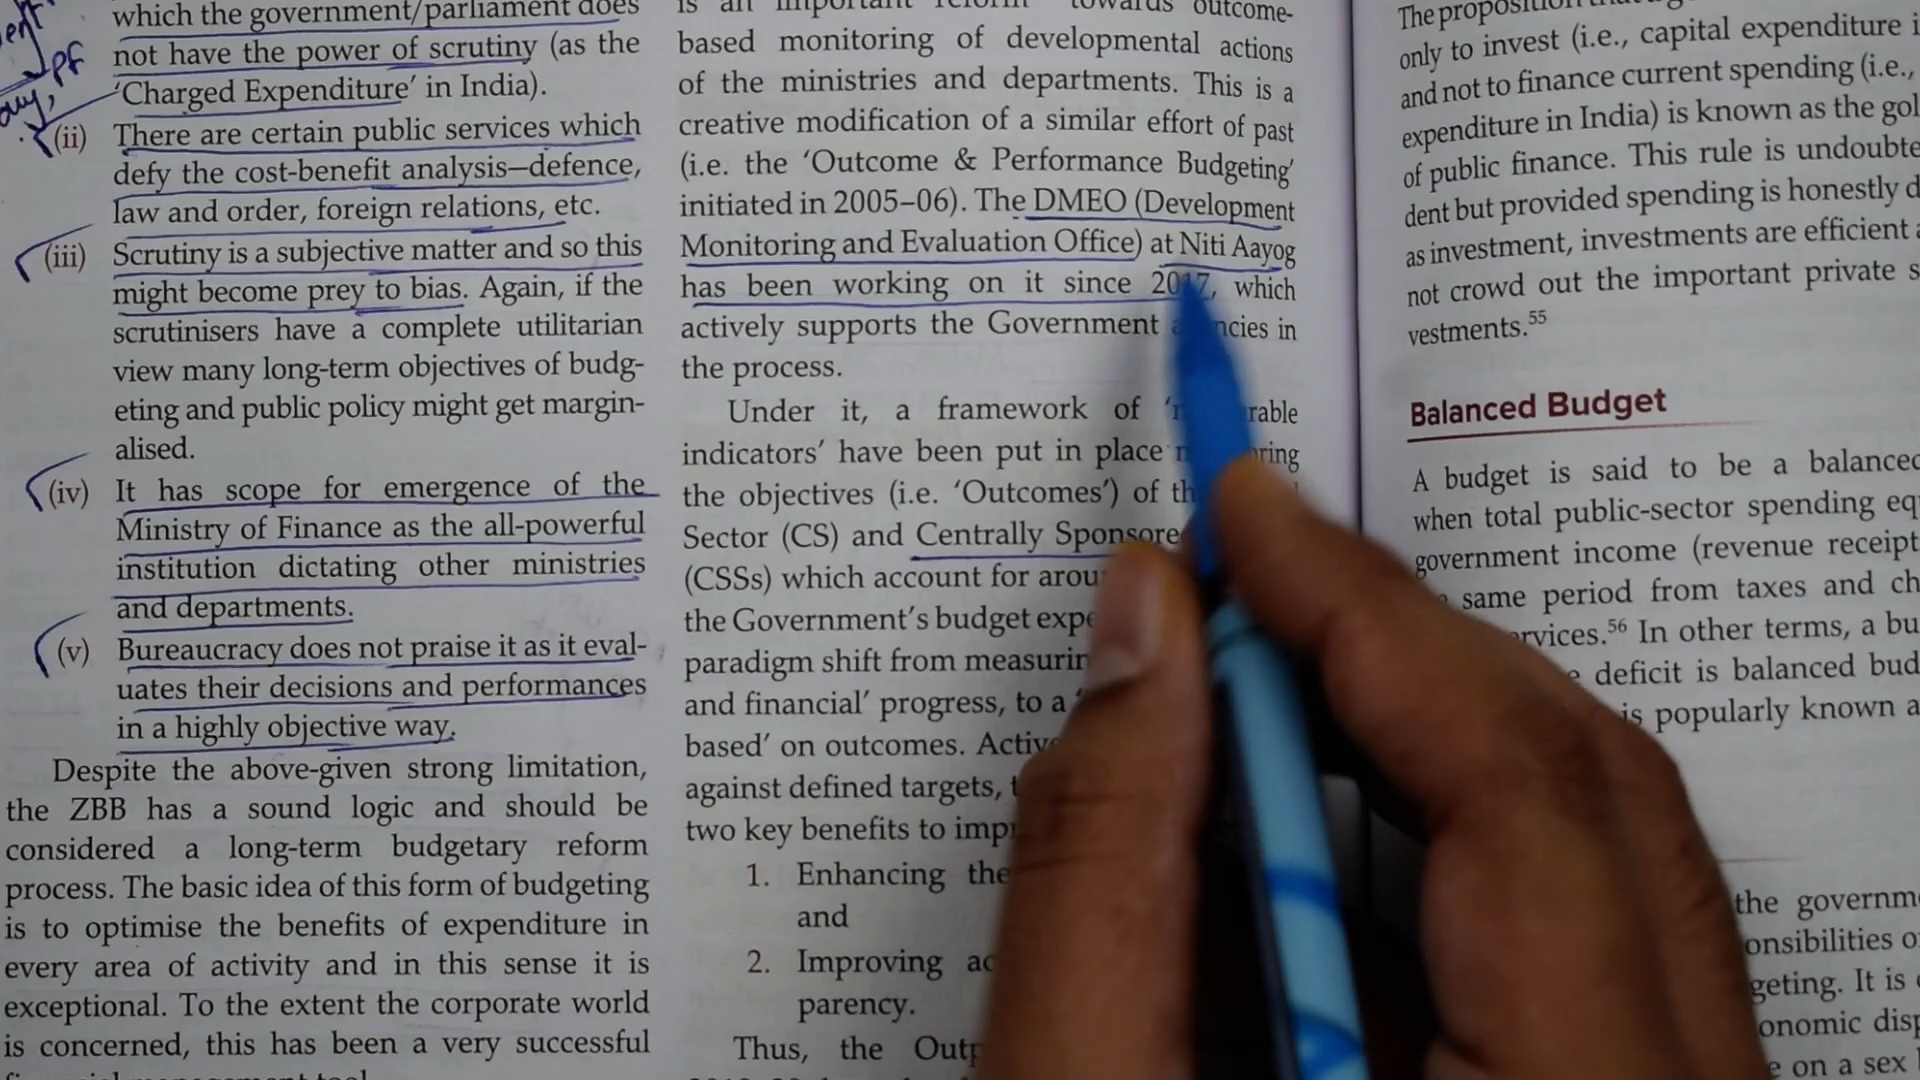 which the government/parliament does
not have the power of scrutiny (as the
'Charged Expenditure' in India).
(ii) There are certain public services which
defy the cost-benefit analysis—defence,
law and order, foreign relations, etc.
(iii) Scrutiny is a subjective matter and so this
might become prey to bias. Again, if the
scrutinisers have a complete utilitarian
view many long-term objectives of budg-
eting and public policy might get margin-
alised.
(iv) It has scope for emergence of the
Ministry of Finance as the all-powerful
institution dictating other ministries
and departments.
(v) Bureaucracy does not praise it as it eval-
uates their decisions and performances
in a highly objective way.
Despite the above-given strong limitation,
the ZBB has a sound logic and should be
considered a long-term budgetary reform
process. The basic idea of this form of budgeting
is to optimise the benefits of expenditure in
every area of activity and in this sense it is
exceptional. To the extent the corporate world
is concerned, this has been a very successful
is an important reform towards outcome-
based monitoring of developmental actions
of the ministries and departments. This is a
creative modification of a similar effort of past
(i.e. the 'Outcome & Performance Budgeting'
initiated in 2005–06). The DMEO (Development
Monitoring and Evaluation Office) at Niti Aayog
has been working on it since 2017, which
actively supports the Government in
the process.
Under it, a framework of
indicators' have been put in place
the objectives (i.e. 'Outcomes') of
Sector (CS) and Centrally
(CSSs) which account for
the Government's budget
paradigm shift from
and financial' progress, to a
based' on outcomes.
against defined targets,
two key benefits to
1. Enhancing the
and
2. Improving
parency.
Thus, the
The proposition
only to invest (i.e., capital expenditure
and not to finance current spending (i.e.,
expenditure in India) is known as the
of public finance. This rule is
dent but provided spending is honestly
as investment, investments are efficient
not crowd out the important private
vestments.55
Balanced Budget
A budget is said to be a
when total public-sector spending
government income (revenue
same period from taxes and
56 In other terms, a
deficit is balanced
is popularly known
the
geting. It is
on a sex